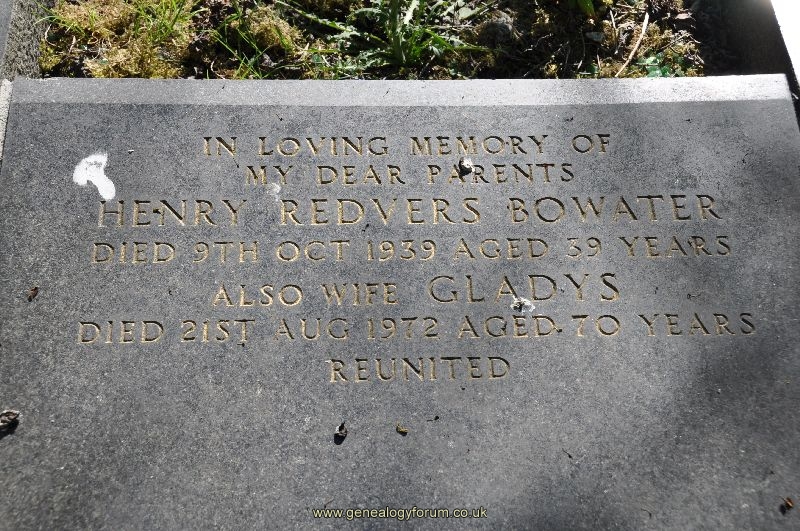 IN LOVING MEMORY OF
MY DEAR PARENTS
HENRY REDVERS BOWATER
DIED 9TH OCT 1939 AGED 39 YEARS
ALSO WIFE GLADYS
DIED 21ST AUG 1972 AGED 70 YEARS
REUNITED
www.genealogyforum.co.uk